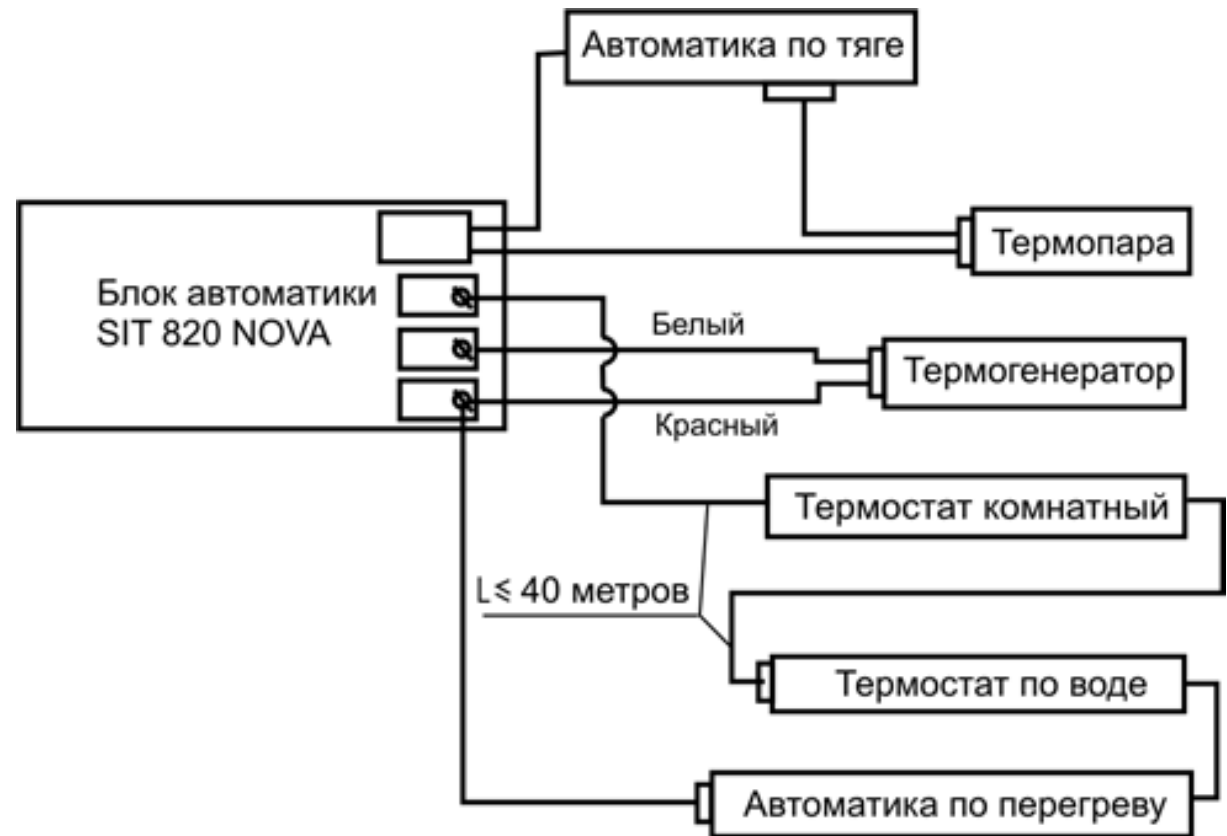 Автоматика по тяге
Термопара
Блок автоматики
SIT 820 NOVA
Белый
Термогенератор
Красный
Термостат комнатный
L⩽ 40 метров
Термостат по воде
Автоматика по перегреву